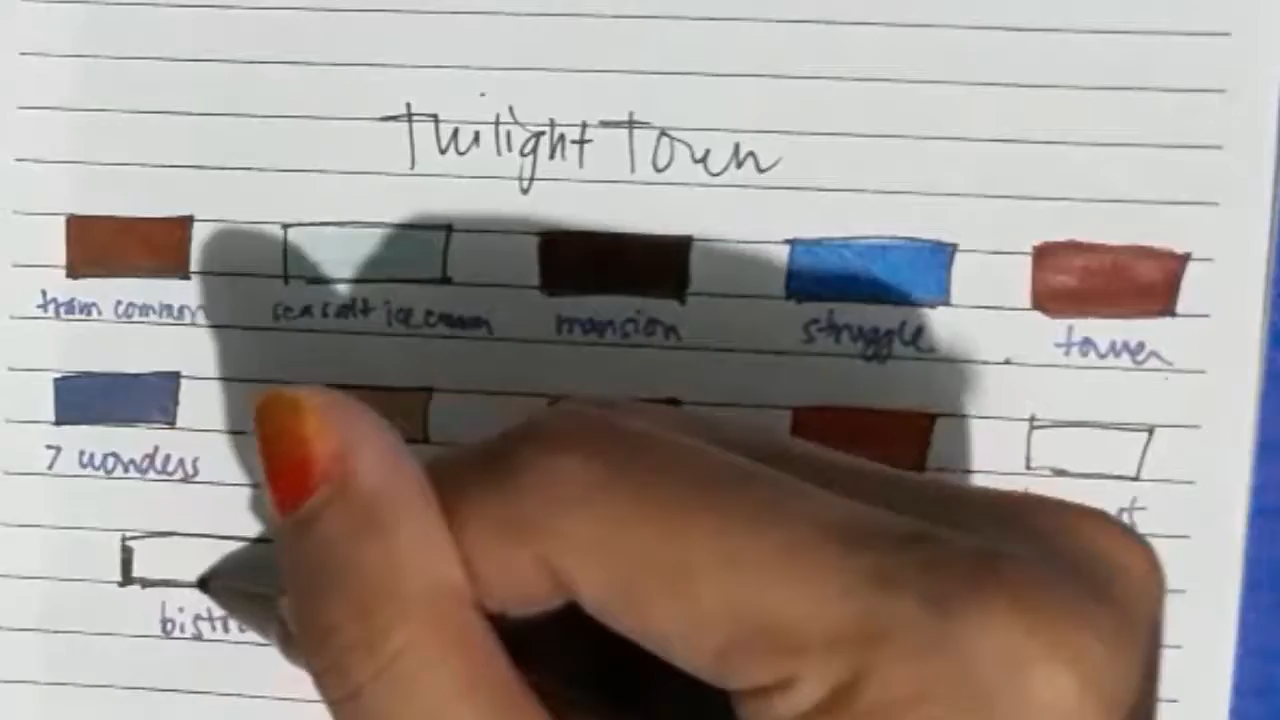 Twilight Town
tram common sea salt ice cream mansion struggle tower
7 wonders